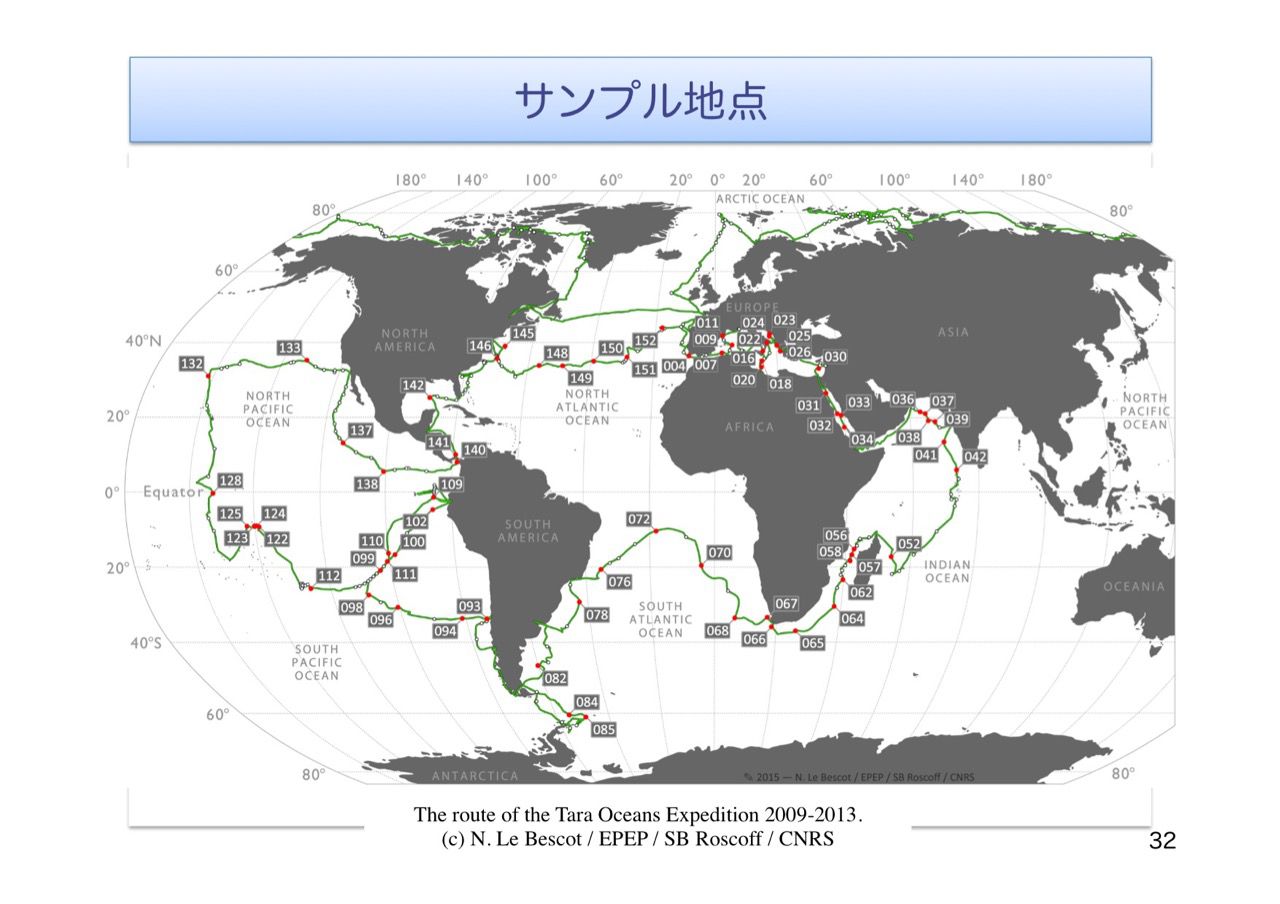 サンプル地点
180° 140° 100° 60° 20° 0° 20° 60° 100° 140° 180°
ARCTIC OCEAN
80° 80°
60°
EUROPE
011 024 023
40°N
NORTH
AMERICA
ASIA
145
146
152
009 022 025
026
132 133
148 150
149 151
004 007 016
030
020 018
142
NORTH
PACIFIC
OCEAN
NORTH
ATLANTIC
OCEAN
NORTH
PACIFIC
OCEAN
20°
031 033 036 037
039
AFRICA
032 034 038
041 042
137
141 140
138
0° Equator
128
109
125 124
123 122
102
SOUTH
AMERICA
072
110 100
099
111
070
056
058
057
052
INDIAN
OCEAN
20°
112
076
062
OCEANIA
098
096
093
094
078
SOUTH
ATLANTIC
OCEAN
067
068 066 065
064
40°S
SOUTH
PACIFIC
OCEAN
082
084
60°
085
80° 80°
ANTARCTICA
✎ 2015 — N. Le Bescot / EPEP / SB Roscoff / CNRS
The route of the Tara Oceans Expedition 2009-2013.
(c) N. Le Bescot / EPEP / SB Roscoff / CNRS
32